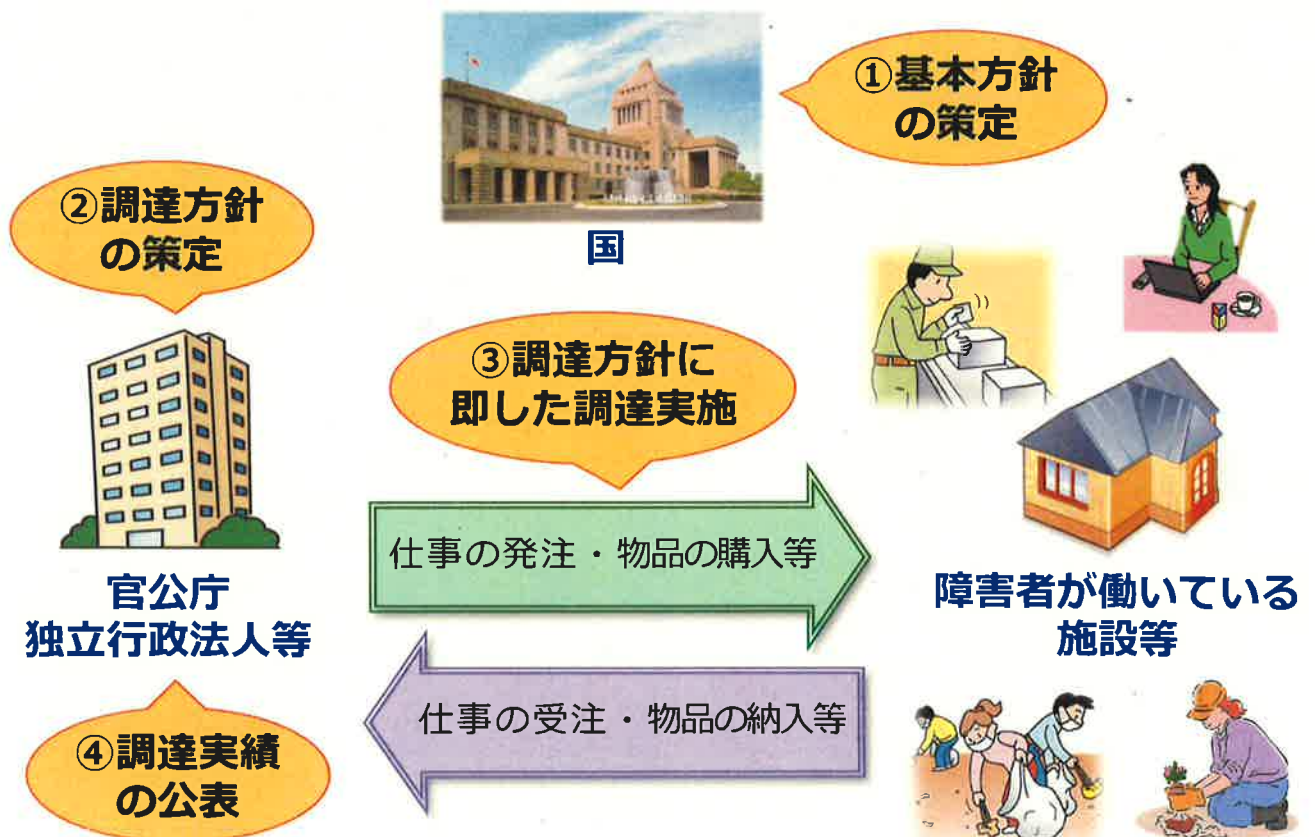 ①基本方針
の策定
国
②調達方針
の策定
③調達方針に
即した調達実施
仕事の発注・物品の購入等
官公庁
独立行政法人等
障害者が働いている
施設等
仕事の受注・物品の納入等
④調達実績
の公表